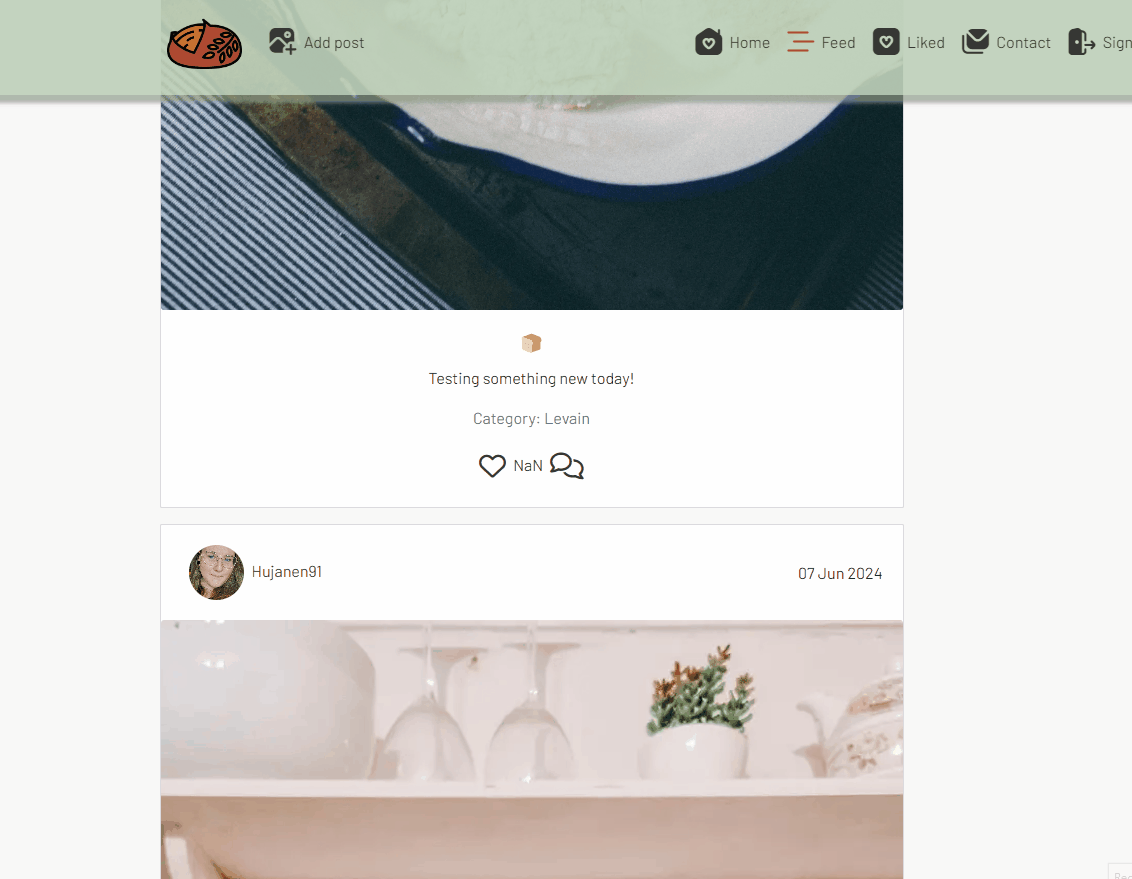 Add post
Home
Feed
Liked
Contact
Sign
Testing something new today!
Category: Levain
NaN
Hujanen91
07 Jun 2024